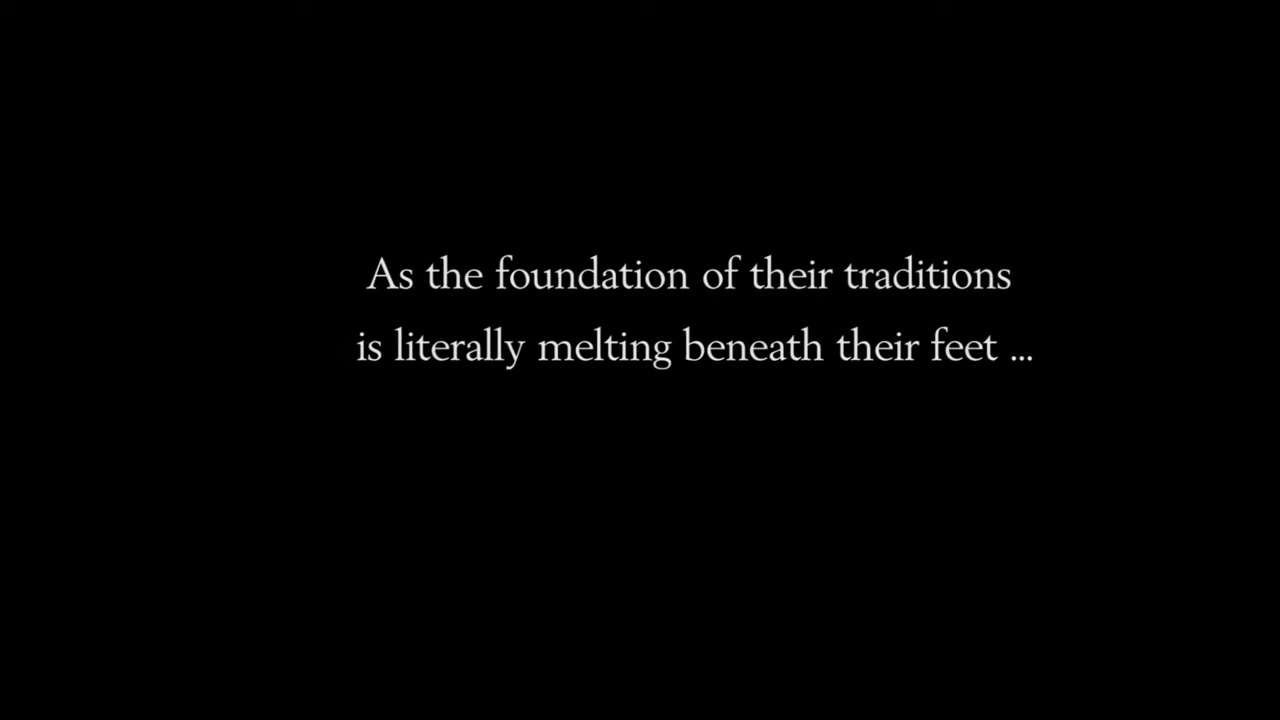 As the foundation of their traditions
is literally melting beneath their feet ...